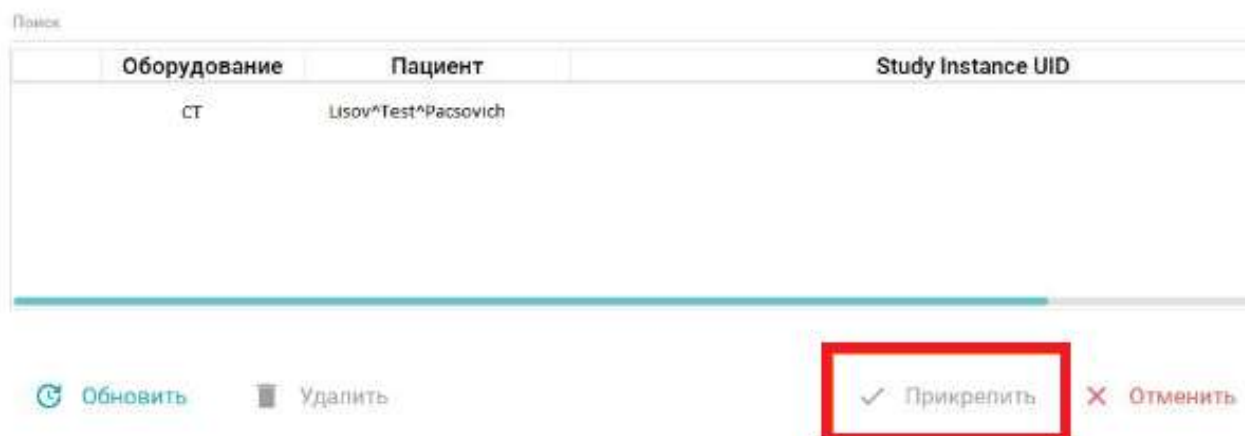 Поиск
Оборудование Пациент Study Instance UID
CT Lisov^Test^Pacsovich
Обновить Удалить Прикрепить Отменить